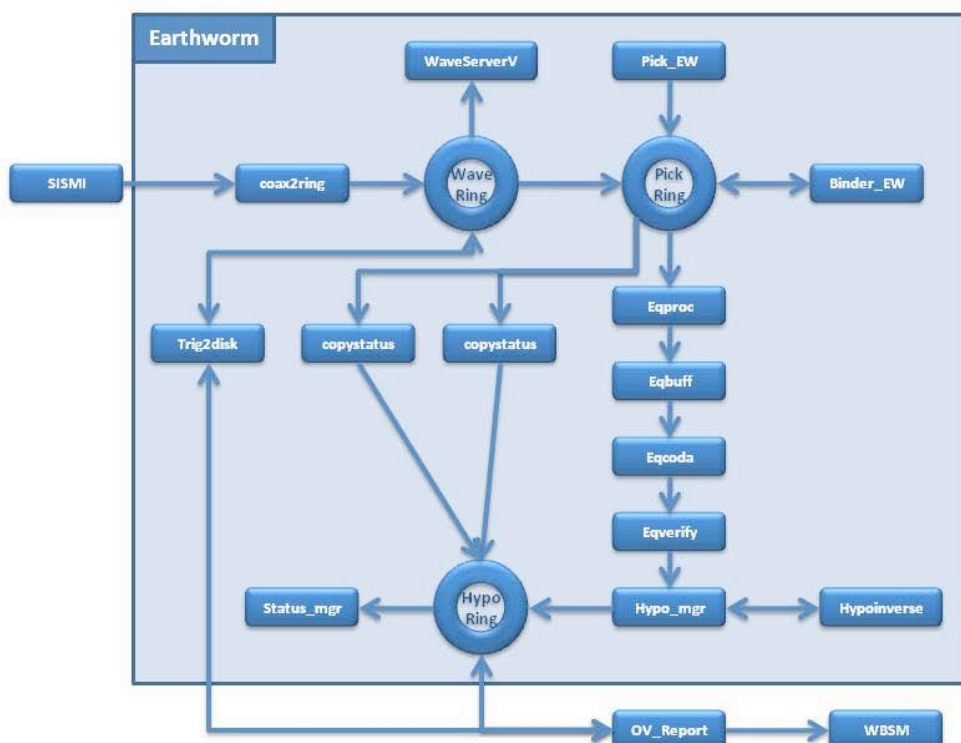 Earthworm
WaveServerV
Pick_EW
SISMI
coax2ring
Wave
Ring
Pick
Ring
Binder_EW
Eqproc
Trig2disk
copystatus
copystatus
Eqbuff
Eqcoda
Eqverify
Status_mgr
Hypo
Ring
Hypo_mgr
Hypoinverse
OV_Report
WBSM